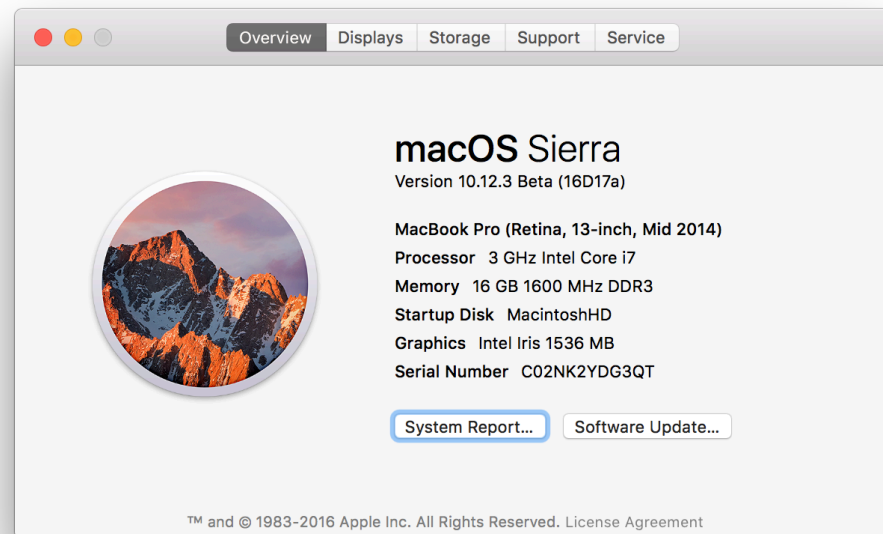 Overview Displays Storage Support Service
macOS Sierra
Version 10.12.3 Beta (16D17a)
MacBook Pro (Retina, 13-inch, Mid 2014)
Processor 3 GHz Intel Core i7
Memory 16 GB 1600 MHz DDR3
Startup Disk MacintoshHD
Graphics Intel Iris 1536 MB
Serial Number C02NK2YDG3QT
System Report... Software Update...
™ and © 1983-2016 Apple Inc. All Rights Reserved. License Agreement